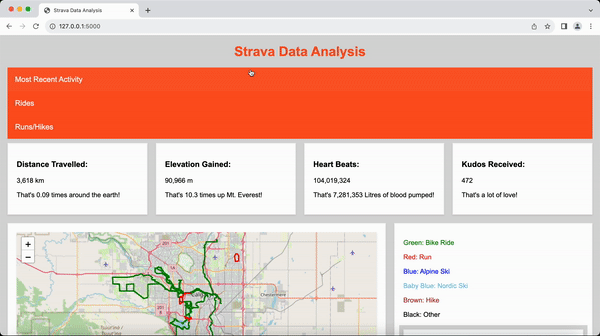 Strava Data Analysis
127.0.0.1:5000
Strava Data Analysis
Most Recent Activity
Rides
Runs/Hikes
Distance Travelled:
3,618 km
That's 0.09 times around the earth!
Elevation Gained:
90,966 m
That's 10.3 times up Mt. Everest!
Heart Beats:
104,019,324
That's 7,281,353 Litres of blood pumped!
Kudos Received:
472
That's a lot of love!
+
−
Chestermere
Green: Bike Ride
Red: Run
Blue: Alpine Ski
Baby Blue: Nordic Ski
Brown: Hike
Black: Other